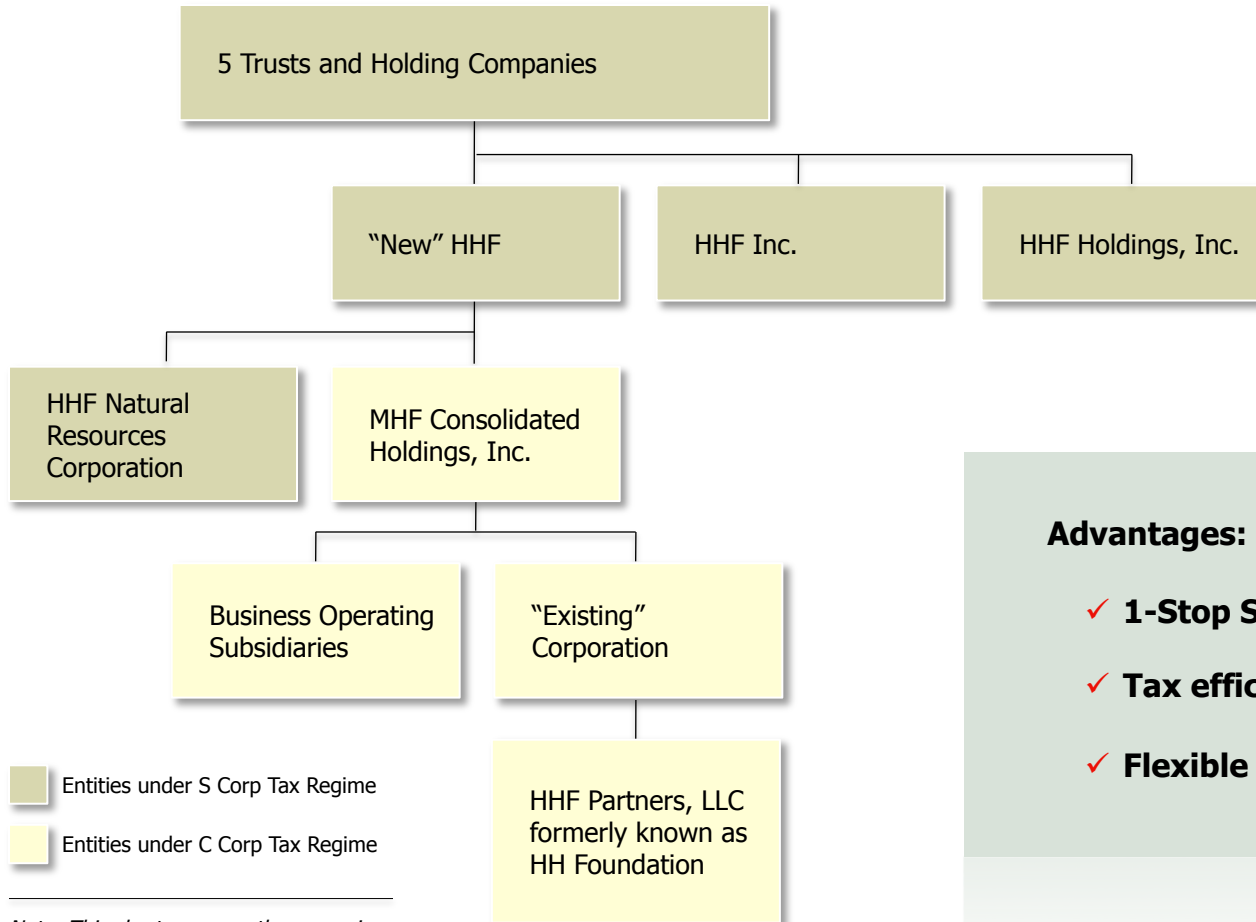 5 Trusts and Holding Companies
“New” HHF
HHF Inc.
HHF Holdings, Inc.
HHF Natural
Resources
Corporation
MHF Consolidated
Holdings, Inc.
Business Operating
Subsidiaries
“Existing”
Corporation
HHF Partners, LLC
formerly known as
HH Foundation
Entities under S Corp Tax Regime
Entities under C Corp Tax Regime
Advantages:
✓ 1-Stop
✓ Tax
✓ Flexible